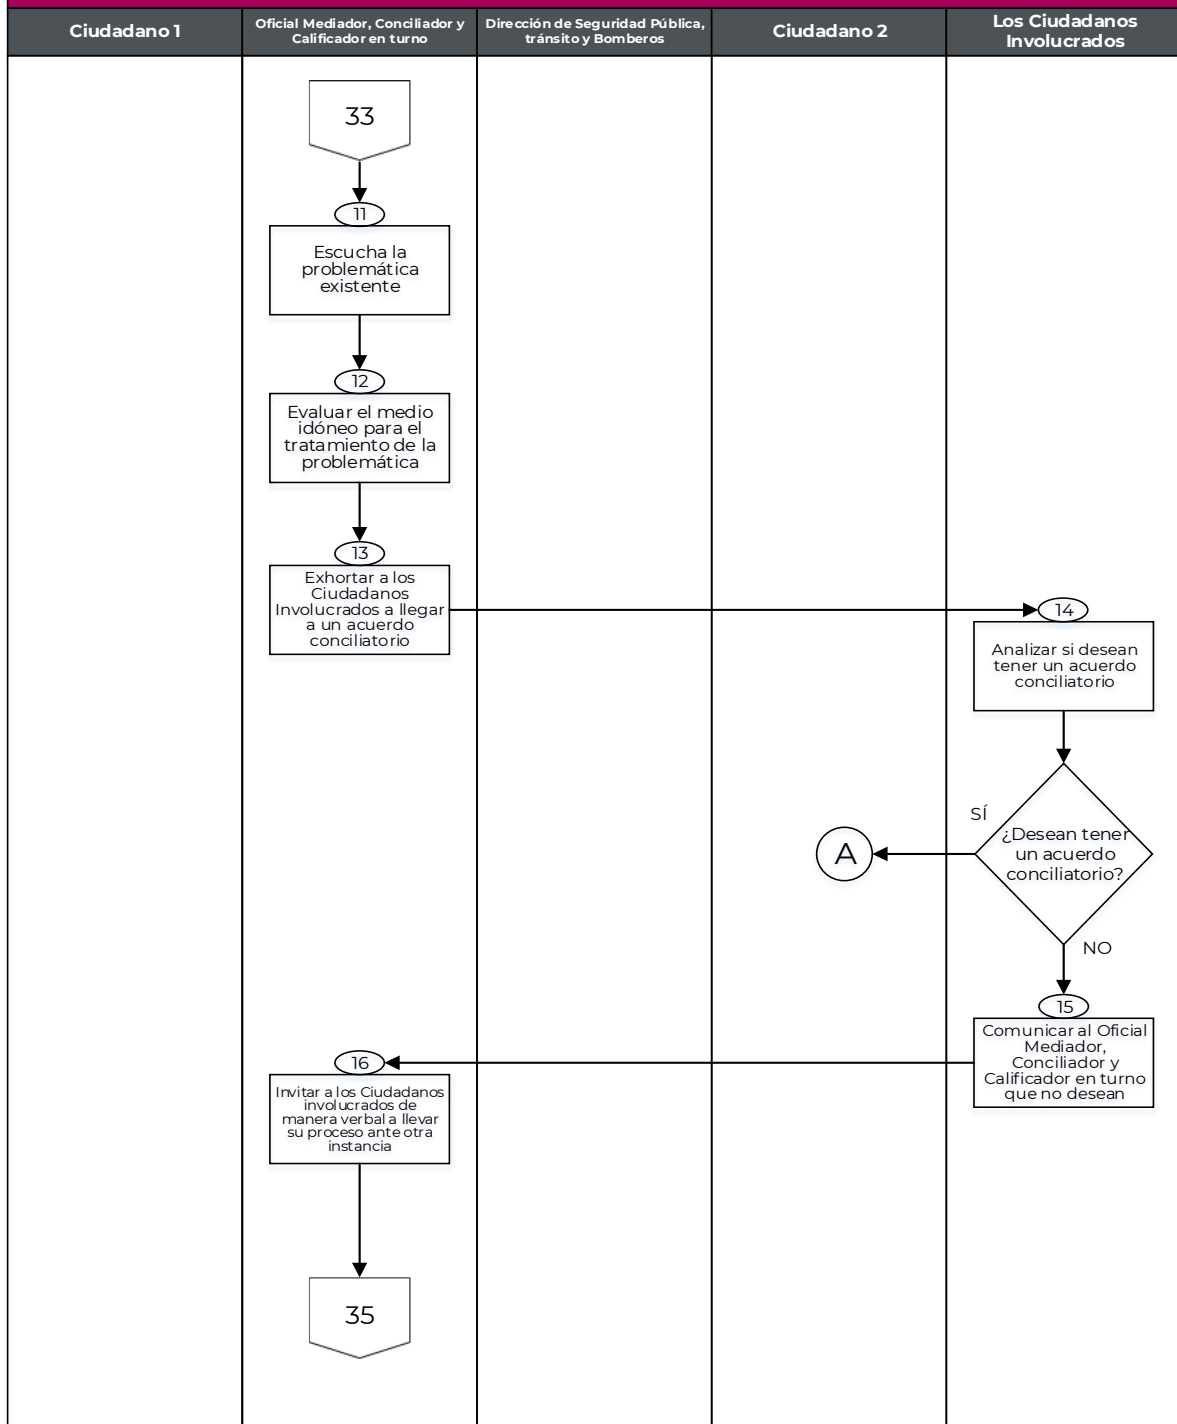 Ciudadano 1
Oficial Mediador, Conciliador y
Calificador en turno
Dirección de Seguridad Pública,
tránsito y Bomberos
Ciudadano 2
Los Ciudadanos
Involucrados
33
11
Escucha la
problemática
existente
12
Evaluar el medio
idóneo para el
tratamiento de la
problemática
13
Exhortar a los
Ciudadanos
Involucrados a llegar
a un acuerdo
conciliatorio
14
Analizar si desean
tener un acuerdo
conciliatorio
SÍ
¿Desean tener
un acuerdo
conciliatorio?
A
NO
15
Comunicar al Oficial
Mediador,
Conciliador y
Calificador en turno
que no desean
16
Invitar a los Ciudadanos
involucrados de
manera verbal a llevar
su proceso ante otra
instancia
35